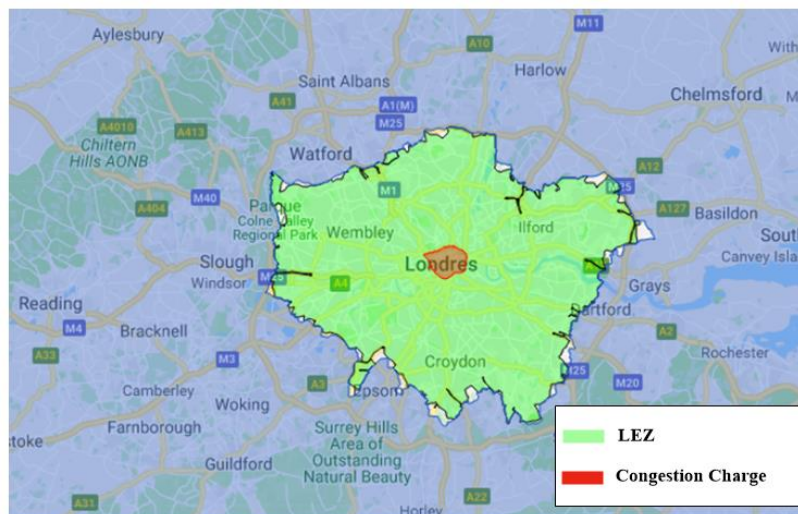 M11
Aylesbury
A10
With
Harlow
Saint Albans
Chelmsford
A41
A1(M)
M25
A4010
A413
Chiltern
Hills AONB
Watford
A12
M25
M1
M40
A404
Parque
Colne Valley
Regional Park
A127
Basildon
Ilford
Wembley
South
Slough
Londres
Canvey Isla
M25
Windsor
A4
Grays
Reading
M4
Dartford
Bracknell
A2
A33
M3
Croydon
Rochester
M25
A3
Epsom
M20
Camberley
Woking
stoke
Farnborough
Surrey Hills
Area of
Outstanding
Natural Beauty
Guildford
A31
A22
Horley
LEZ
Congestion Charge